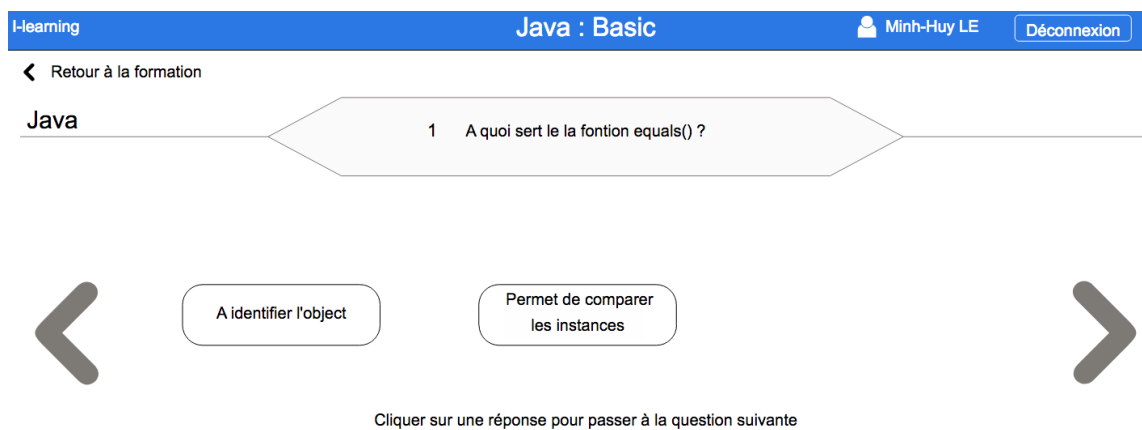 I-learning
Java : Basic
Minh-Huy LE
Déconnexion
Retour à la formation
Java
1 A quoi sert le la fontion equals() ?
A identifier l'object
Permet de comparer
les instances
Cliquer sur une réponse pour passer à la question suivante